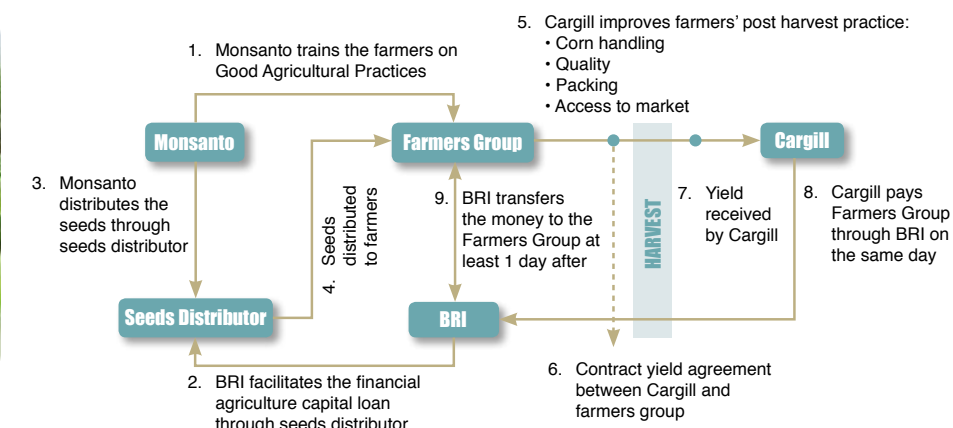 5. Cargill improves farmers' post harvest practice:
• Corn handling
• Quality
• Packing
• Access to market
1. Monsanto trains the farmers on
Good Agricultural Practices
Monsanto
Farmers Group
Cargill
3. Monsanto
distributes the
seeds through
seeds distributor
4. Seeds
distributed
to farmers
9. BRI transfers
the money to the
Farmers Group at
least 1 day after
HARVEST
7. Yield
received
by Cargill
8. Cargill pays
Farmers Group
through BRI on
the same day
Seeds Distributor
BRI
2. BRI facilitates the financial
agriculture capital loan
through seeds distributor
6. Contract yield agreement
between Cargill and
farmers group